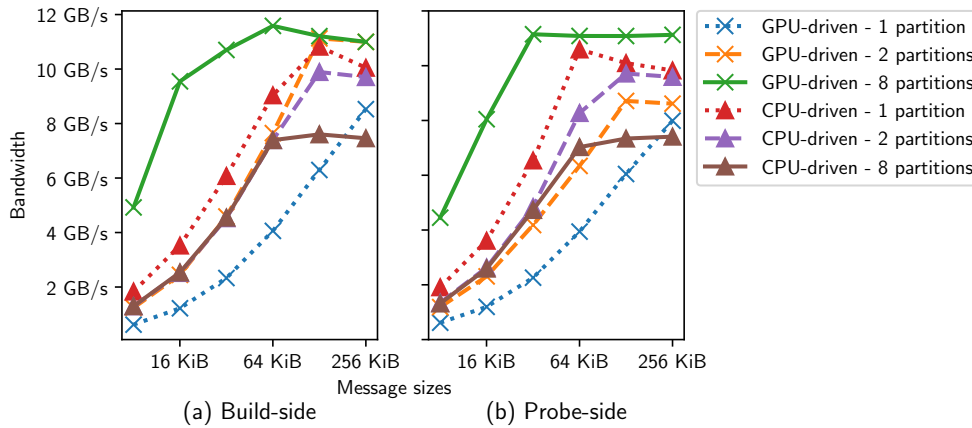 12 GB/s
10 GB/s
8 GB/s
6 GB/s
4 GB/s
2 GB/s
Bandwidth
16 KiB
64 KiB
256 KiB
16 KiB
64 KiB
256 KiB
Message sizes
(a) Build-side
(b) Probe-side
GPU-driven - 1 partition
GPU-driven - 2 partitions
GPU-driven - 8 partitions
CPU-driven - 1 partition
CPU-driven - 2 partitions
CPU-driven - 8 partitions